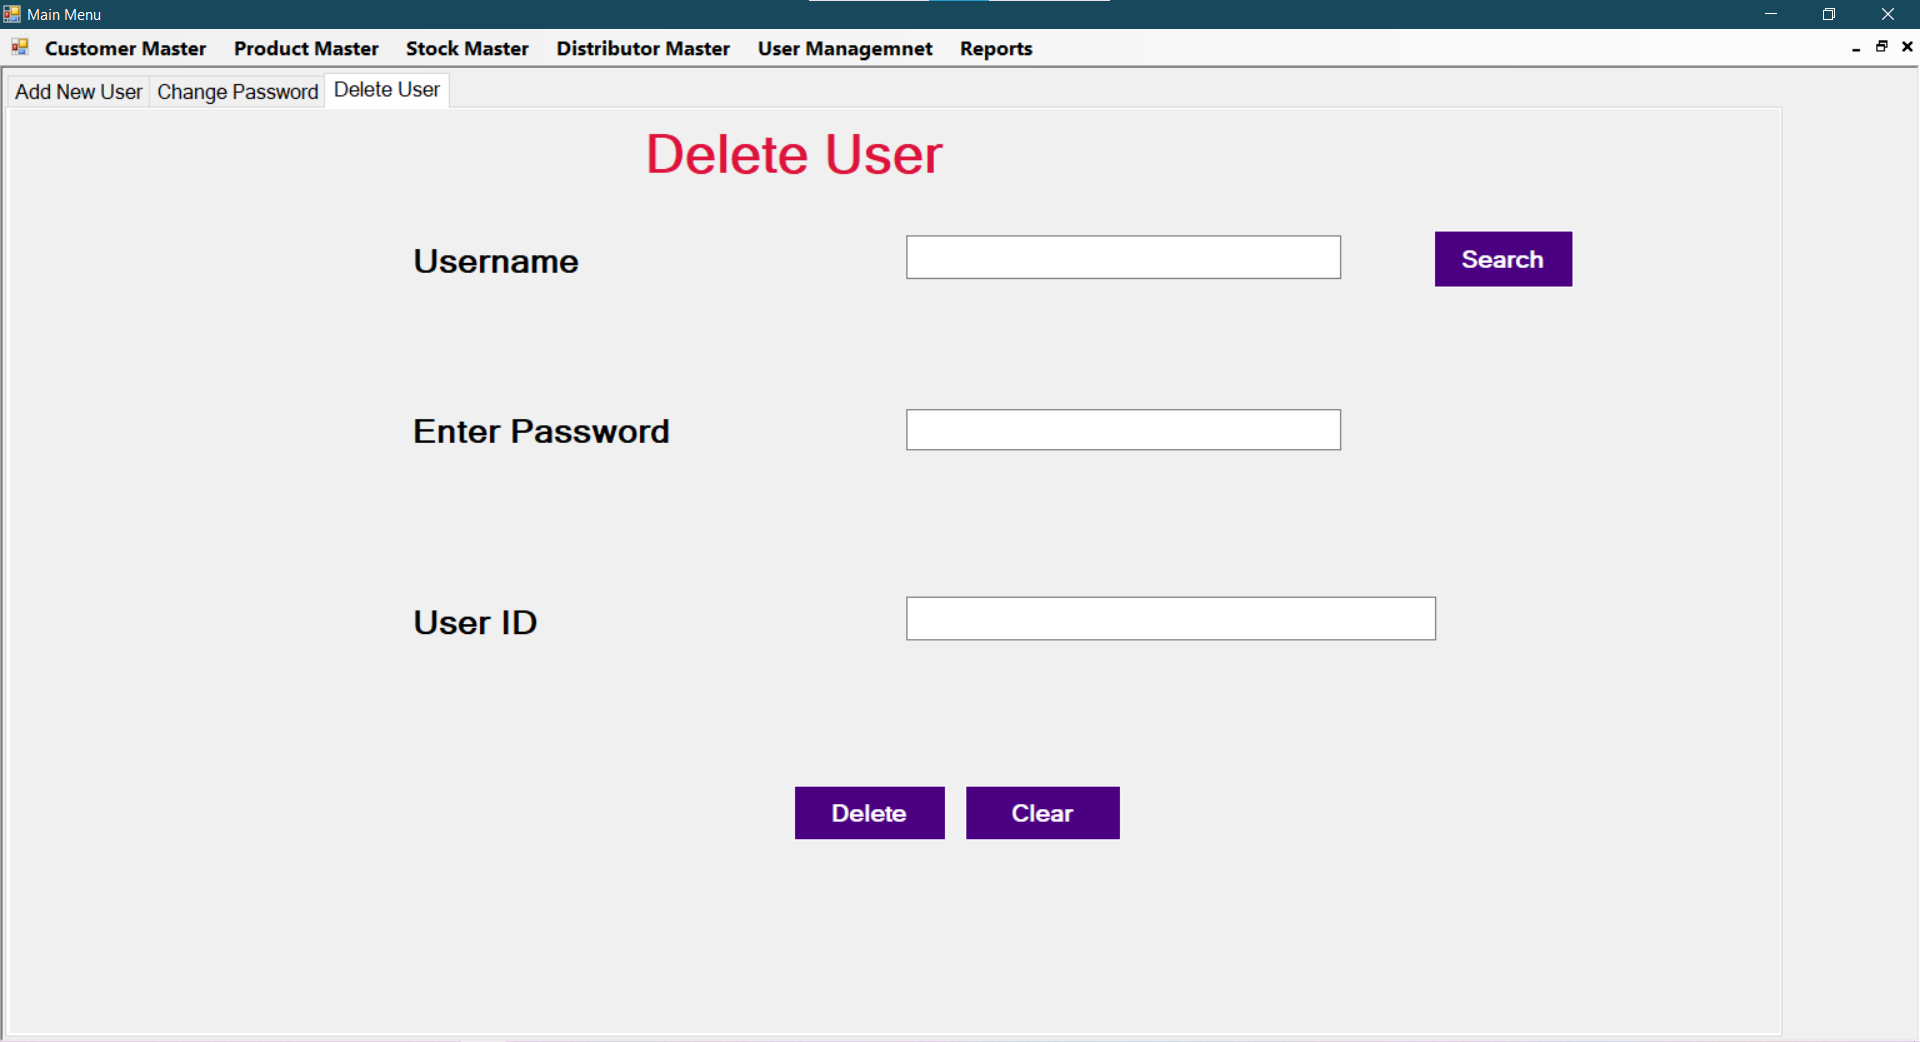 Main Menu
Customer Master Product Master Stock Master Distributor Master User Managemnet Reports
Add New User Change Password Delete User
Delete User
Username Search
Enter Password
User ID
Delete Clear